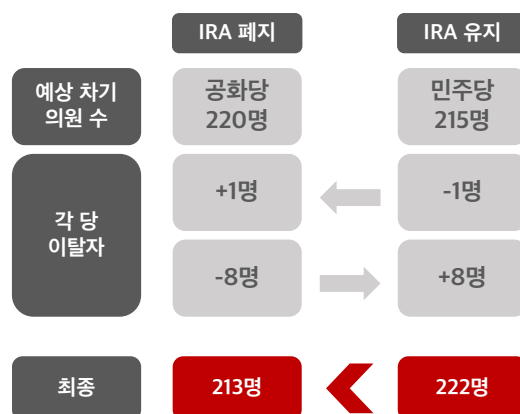 IRA 폐지
IRA 유지
예상 차기
의원 수
공화당
220명
민주당
215명
각 당
이탈자
+1명
-1명
-8명
+8명
최종
213명
222명